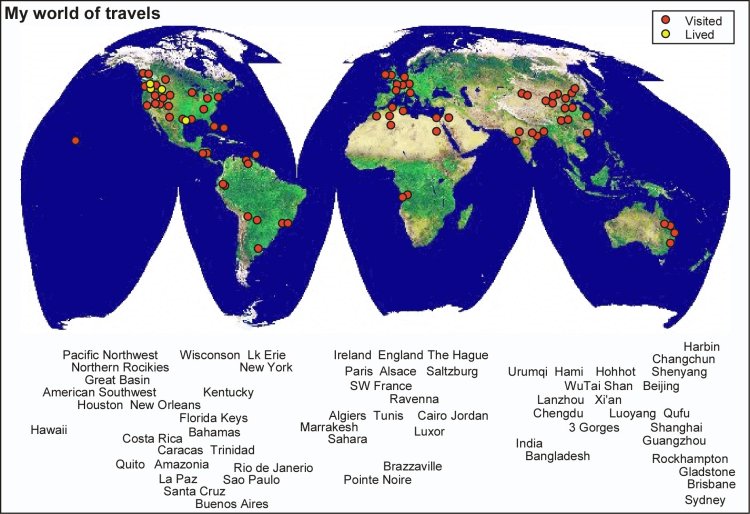 My world of travels
Visited
Lived
Pacific Northwest Wisconson Lk Erie Ireland England The Hague Harbin
Changchun
Northern Rockies New York Paris Alsace Saltzburg Urumqi Hami Hohhot Shenyang
Great Basin SW France WuTai Shan Beijing
American Southwest Kentucky Ravenna Lanzhou Xi'an
Houston New Orleans Algiers Tunis Cairo Jordan Chengdu Luoyang Qufu
Florida Keys
Hawaii Bahamas Marrakesh Luxor 3 Gorges Shanghai
Costa Rica Sahara India Guangzhou
Caracas Trinidad Bangladesh
Quito Amazonia Rio de Janerio Brazzaville Rockhampton
La Paz Sao Paulo Pointe Noire Gladstone
Santa Cruz Brisbane
Buenos Aires Sydney